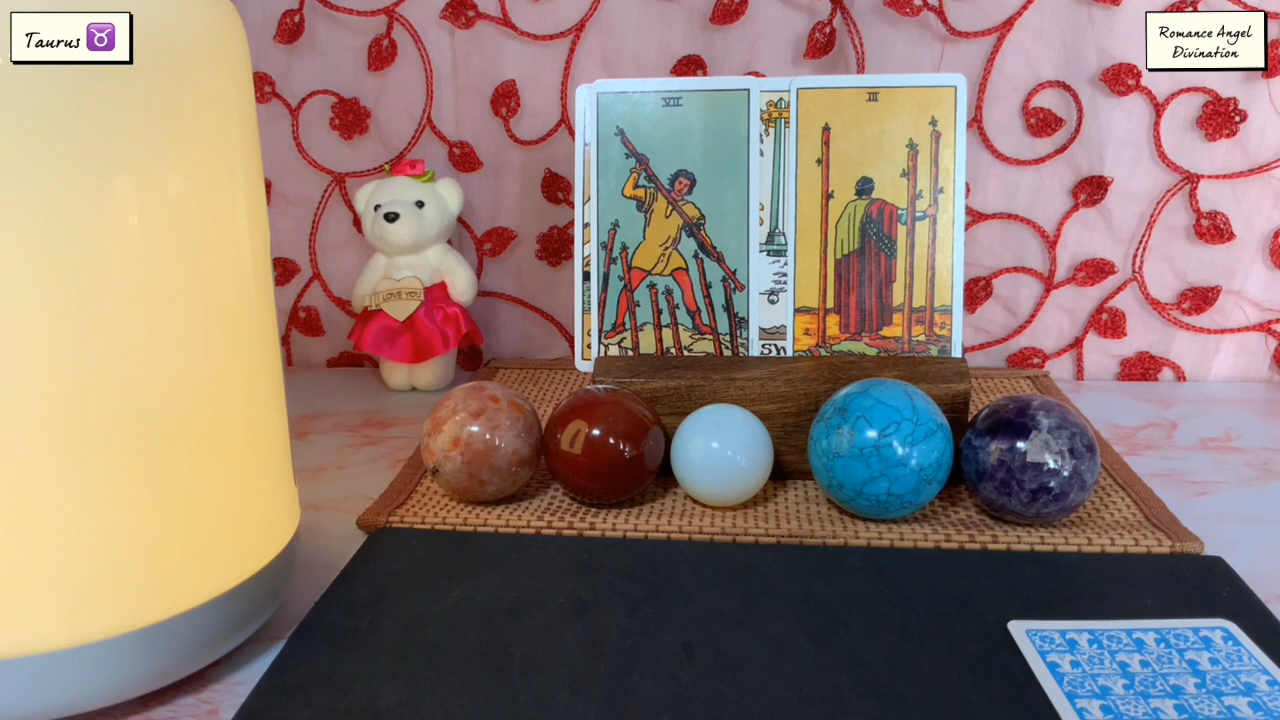 Taurus ♉
Romance Angel
Divination
VII
III
I LOVE YOU